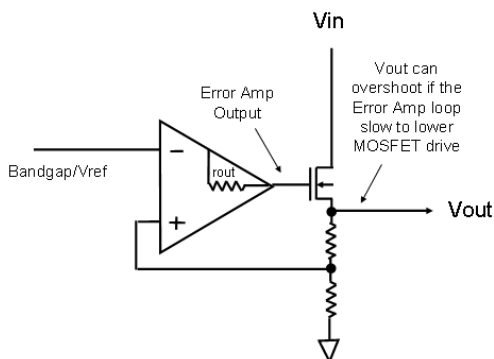 Vin
Vout can
overshoot if the
Error Amp loop
slow to lower
MOSFET drive
Error Amp
Output
Bandgap/Vref
−
rout
+
Vout